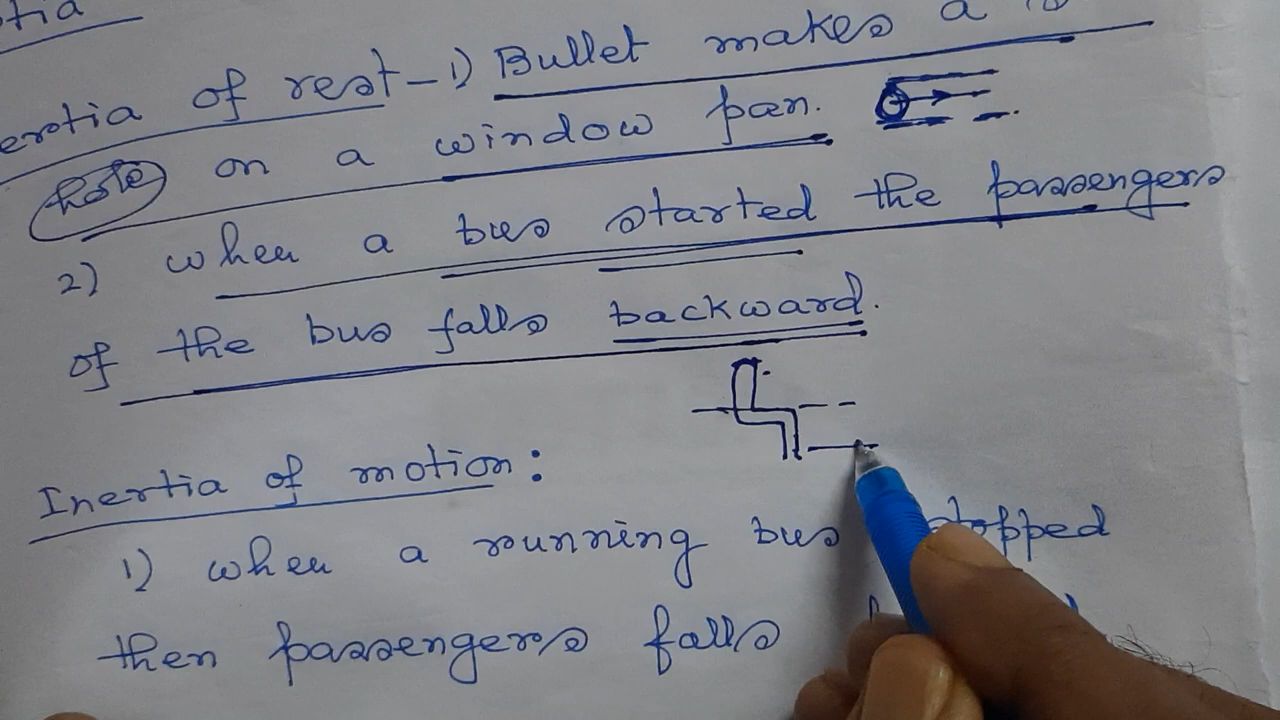 of rest - 1) Bullet makes a
hole on a window pan.
2) when a bus started the passengers
of the bus falls backward.
Inertia of motion :
1) when a running bus stopped
then passengers falls